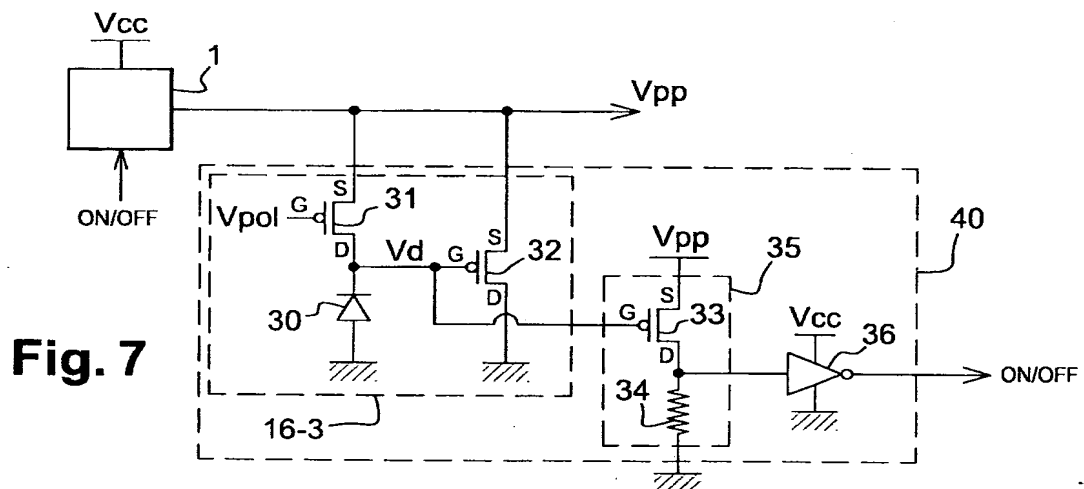 Vcc
1
Vpp
ON/OFF
S
G
Vpol
31
D
Vd
S
G
32
D
30
Vpp
35
40
S
G
33
D
Vcc
36
ON/OFF
34
16-3
Fig. 7